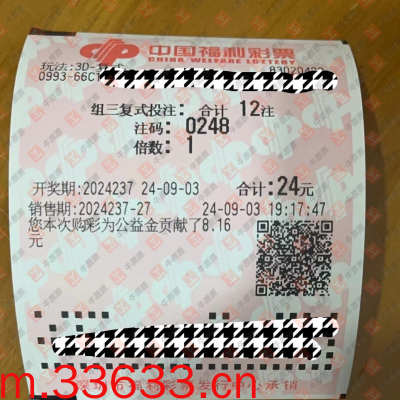 中国福利彩票
CHINA WELFARE LOTTERY
玩法:3D-复式
0993-66C
组三复式投注: 合计 12注
注码: 0248
倍数: 1
开奖期:2024237 24-09-03 合计:24元
销售期:2024237-27 24-09-03 19:17:47
您本次购彩为公益金贡献了8.16
元
m.33633.cn